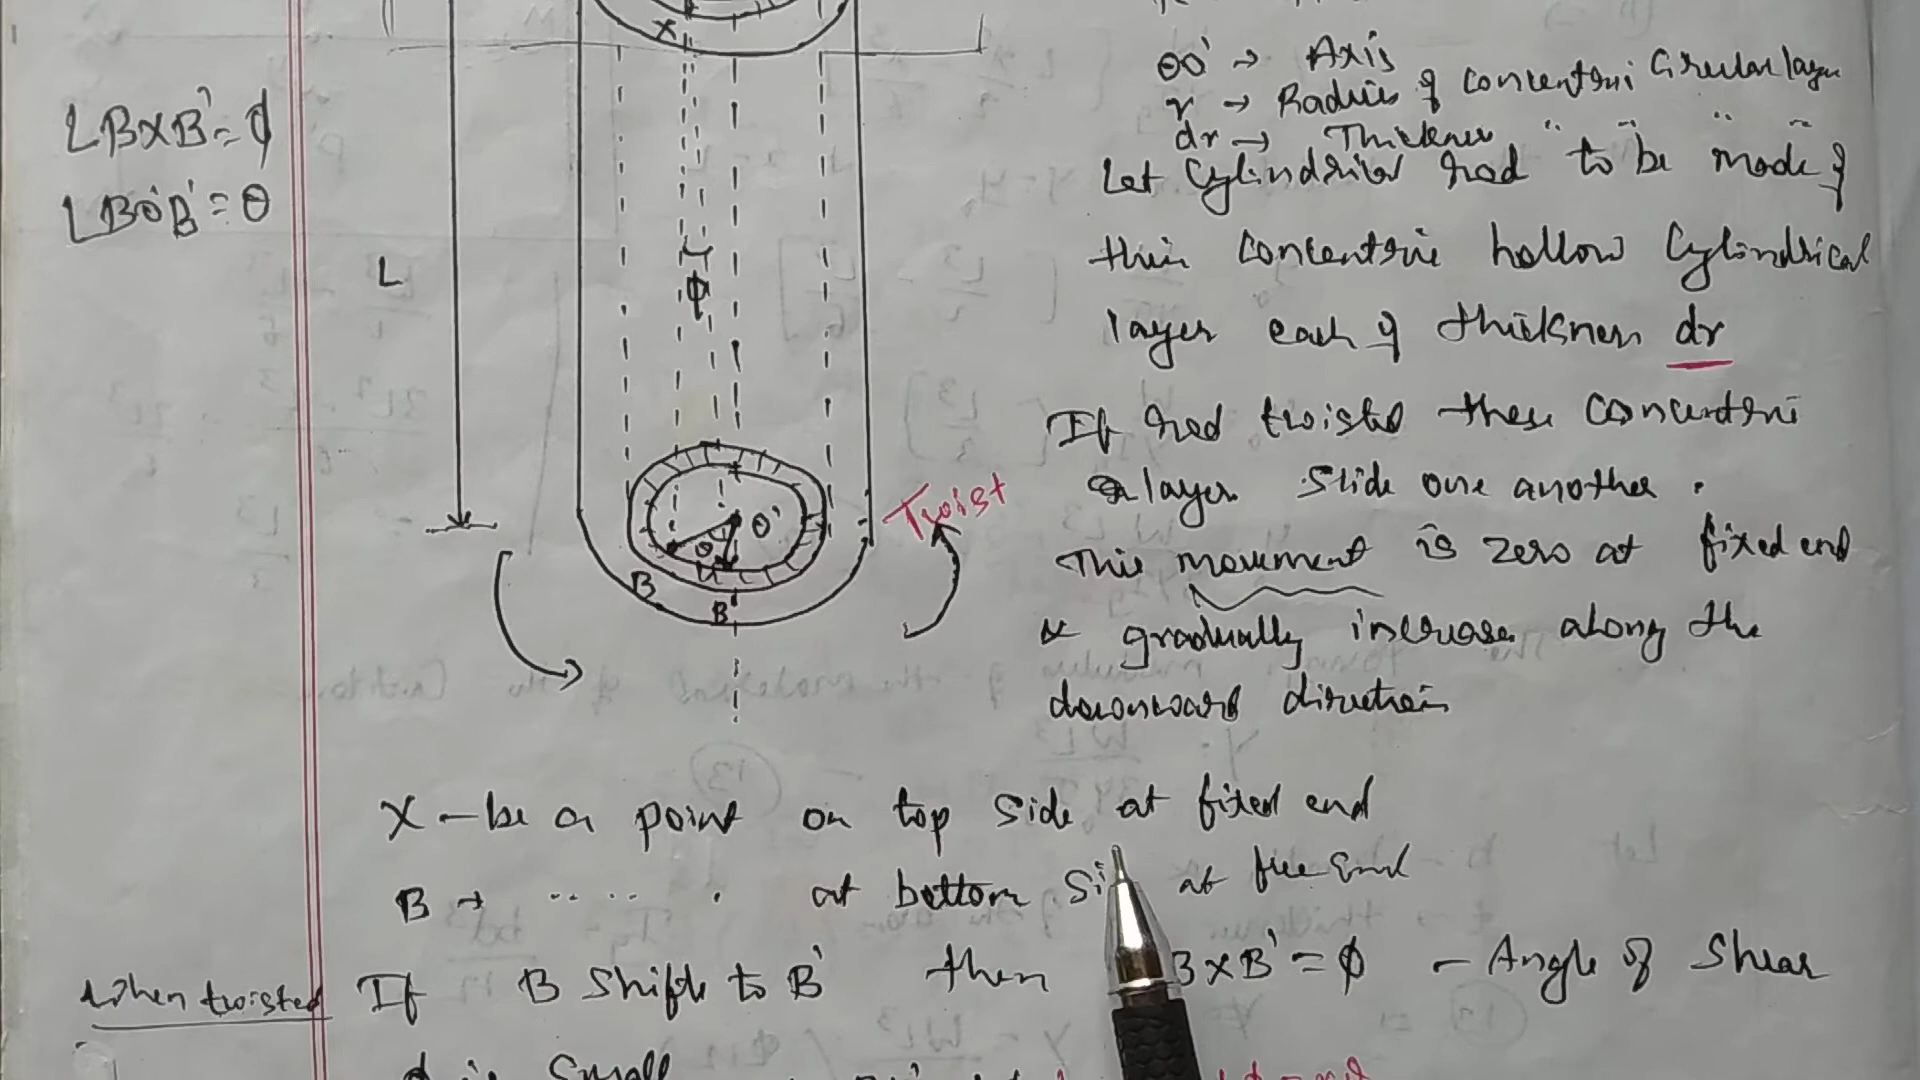 X
OO' → Axis
r → Radius of concentric Circular layer
dr → Thickness " " " "
∠BXB' = ϕ
∠BO'B' = θ
L
ϕ
Let Cylindrical rod to be made of
thin concentric hollow Cylindrical
layer each of thickness dr
If rod twisted these concentric
layer slide one another.
This movement is zero at fixed end
& gradually increase along the
downward direction
Twist
O'
θ
B
B'
X - be a point on top side at fixed end
B → ..... . at bottom Si at free End
When twisted If B Shifts to B' then BXB' = ϕ - Angle of Shear
ϕ is small